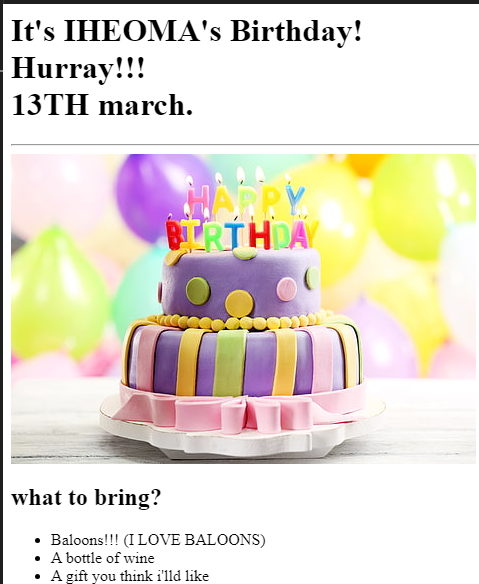 It's IHEOMA's Birthday!
Hurray!!!
13TH march.
HAPPY
BIRTHDAY
what to bring?
Baloons!!! (I LOVE BALOONS)
A bottle of wine
A gift you think i'lld like